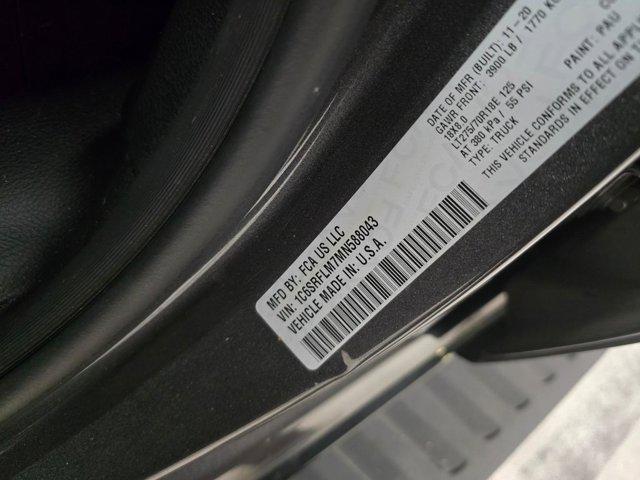 MFD BY: FCA US LLC
VIN: 1C6SRFLM7MN588043
VEHICLE MADE IN: U.S.A.
DATE OF MFR (BUILT): 11-20
GAWR FRONT: 3900 LB / 1770 KG
18X8.0
LT275/70R18E 125
AT 380 kPa / 55 PSI
TYPE: TRUCK
THIS VEHICLE CONFORMS TO ALL
STANDARDS IN EFFECT ON
PAINT: PAU